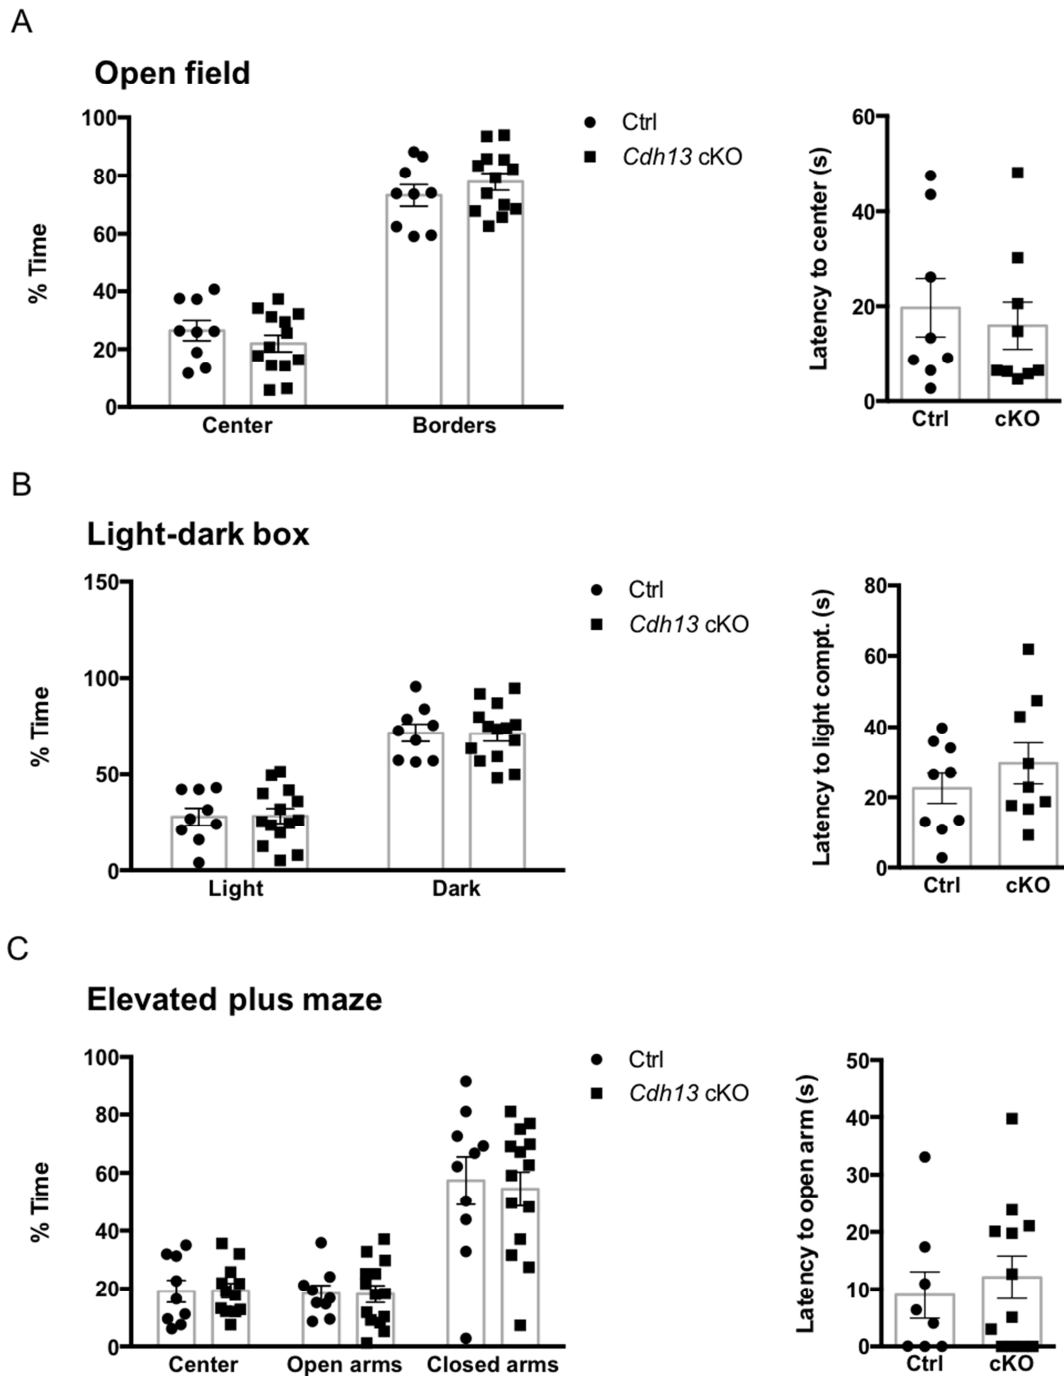 A
Open field
100
80
60
40
20
0
% Time
Center
Borders
Ctrl
Cdh13 cKO
60
40
20
0
Latency to center (s)
Ctrl
cKO
B
Light-dark box
150
100
50
0
% Time
Light
Dark
Ctrl
Cdh13 cKO
80
60
40
20
0
Latency to light compt. (s)
Ctrl
cKO
C
Elevated plus maze
100
80
60
40
20
0
% Time
Center
Open arms
Closed arms
Ctrl
Cdh13 cKO
50
40
30
20
10
0
Latency to open arm (s)
Ctrl
cKO